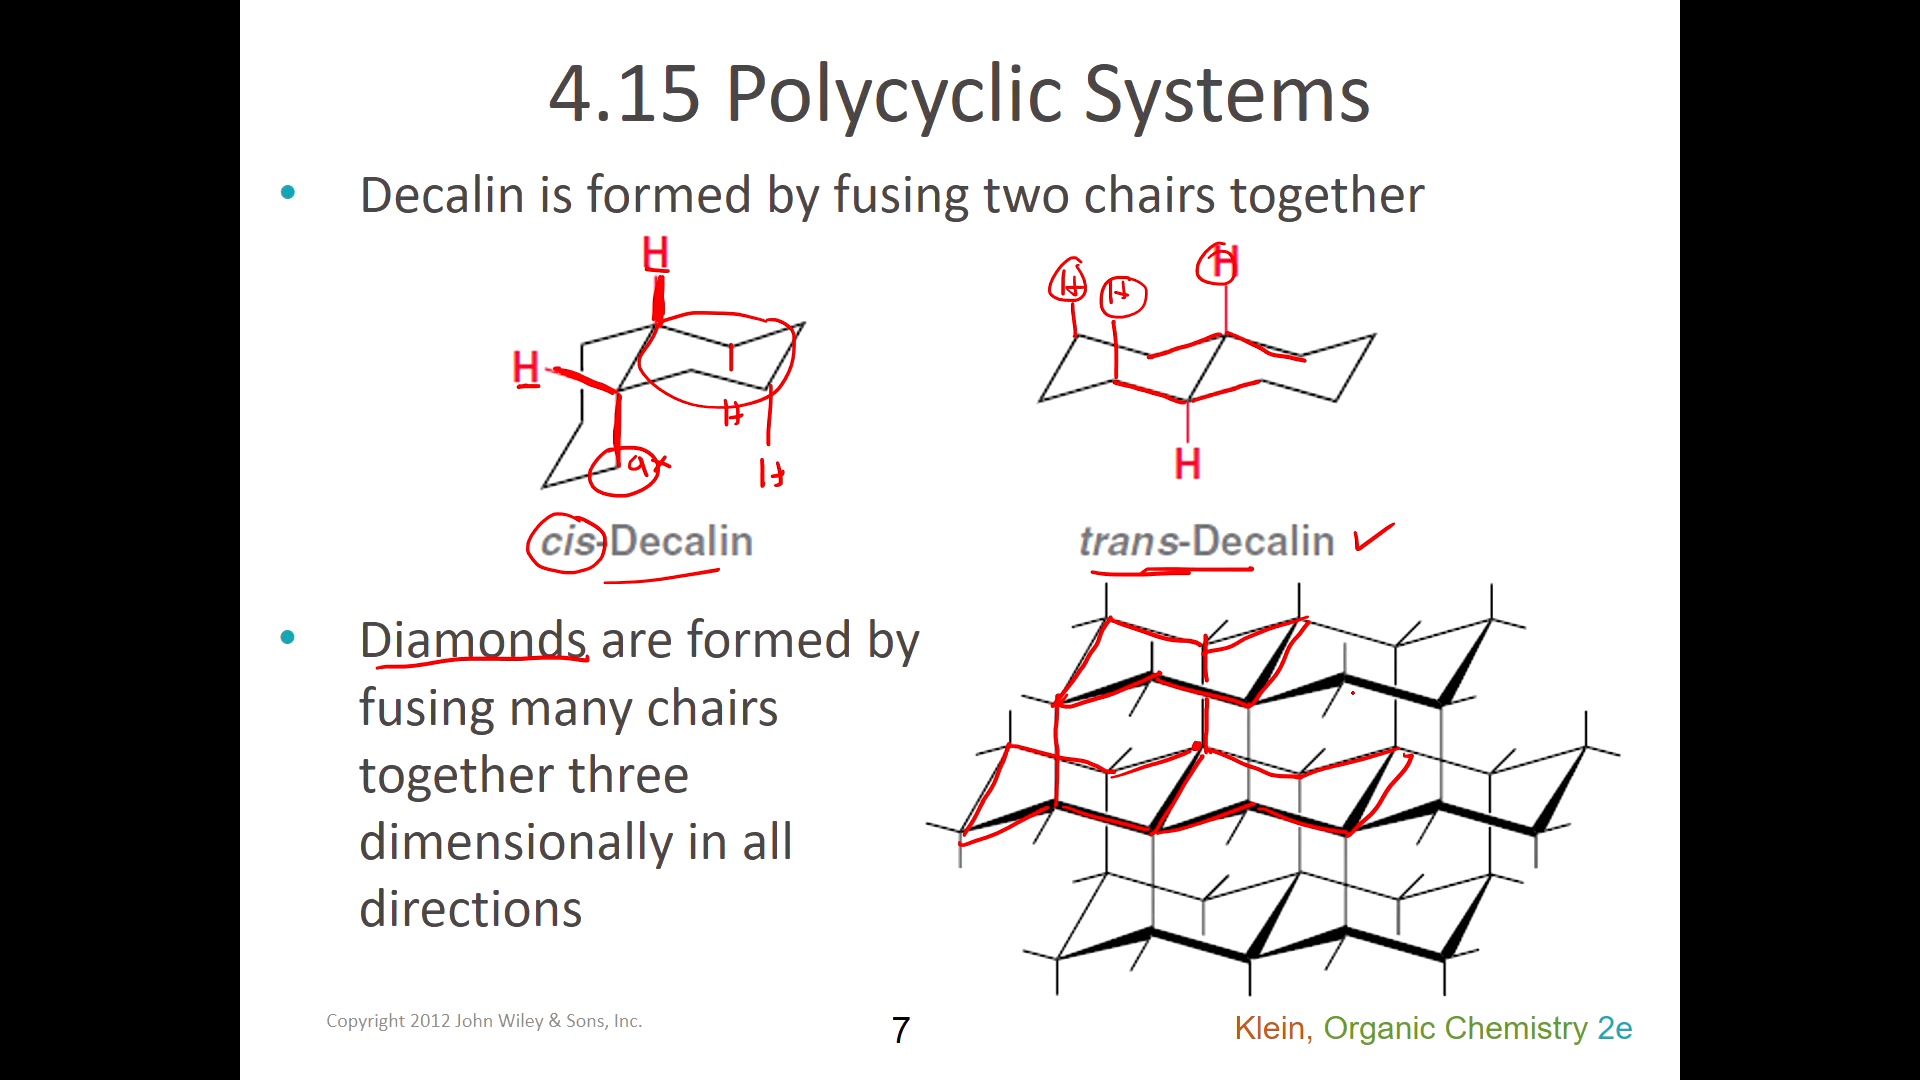 4.15 Polycyclic Systems
• Decalin is formed by fusing two chairs together
H
H
H
H
ax
H
H
H
H
H
cis-Decalin
trans-Decalin
• Diamonds are formed by
fusing many chairs
together three
dimensionally in all
directions
Copyright 2012 John Wiley & Sons, Inc.
7
Klein, Organic Chemistry 2e